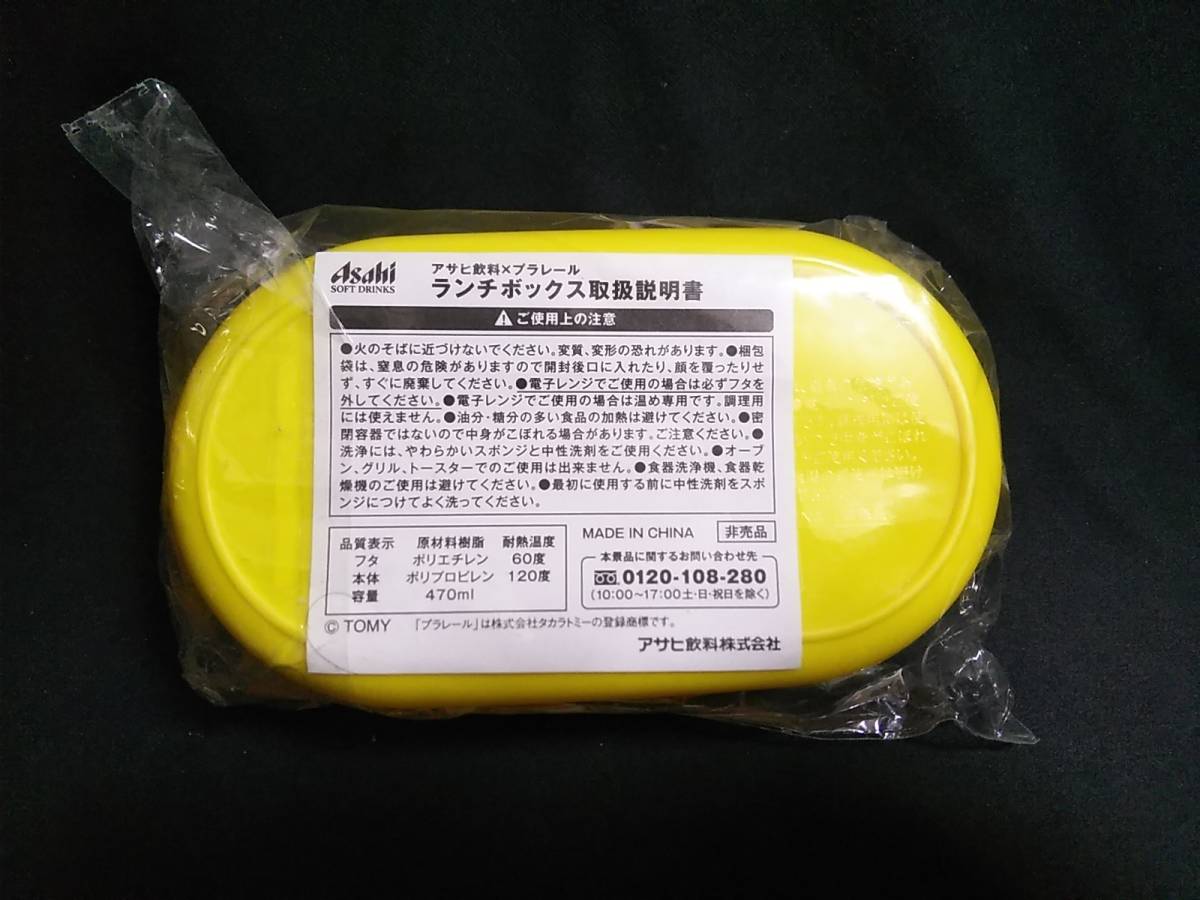 Asahi
SOFT DRINKS
アサヒ飲料×プラレール
ランチボックス取扱説明書
ご使用上の注意
●火のそばに近づけないでください。変質、変形の恐れがあります。●梱包
袋は、窒息の危険がありますので開封後口に入れたり、顔を覆ったりせ
ず、すぐに廃棄してください。●電子レンジでご使用の場合は必ずフタを
外してください。●電子レンジでご使用の場合は温め専用です。調理用
には使えません。●油分・糖分の多い食品の加熱は避けてください。●密
閉容器ではないので中身がこぼれる場合があります。ご注意ください。●
洗浄には、やわらかいスポンジと中性洗剤をご使用ください。●オーブ
ン、グリル、トースターでのご使用は出来ません。●食器洗浄機、食器乾
燥機のご使用は避けてください。●最初に使用する前に中性洗剤をスポ
ンジにつけてよく洗ってください。
品質表示 原材料樹脂 耐熱温度
フタ ポリエチレン 60度
本体 ポリプロピレン 120度
容量 470ml
MADE IN CHINA 非売品
本景品に関するお問い合わせ先
0120-108-280
(10:00〜17:00土・日・祝日を除く)
© TOMY 「プラレール」は株式会社タカラトミーの登録商標です。
アサヒ飲料株式会社